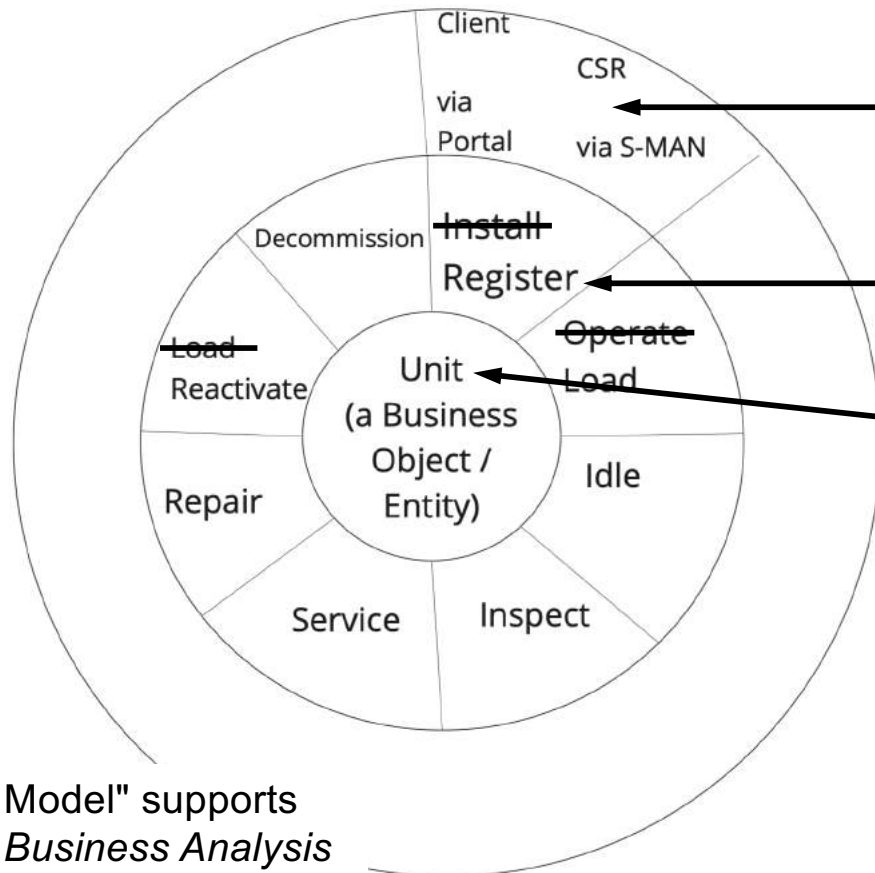 Client
CSR
via
Portal
via S-MAN
Decommission
Install
Register
Load
Reactivate
Operate
Load
Unit
(a Business
Object /
Entity)
Repair
Idle
Service
Inspect
Model" supports
Business Analysis